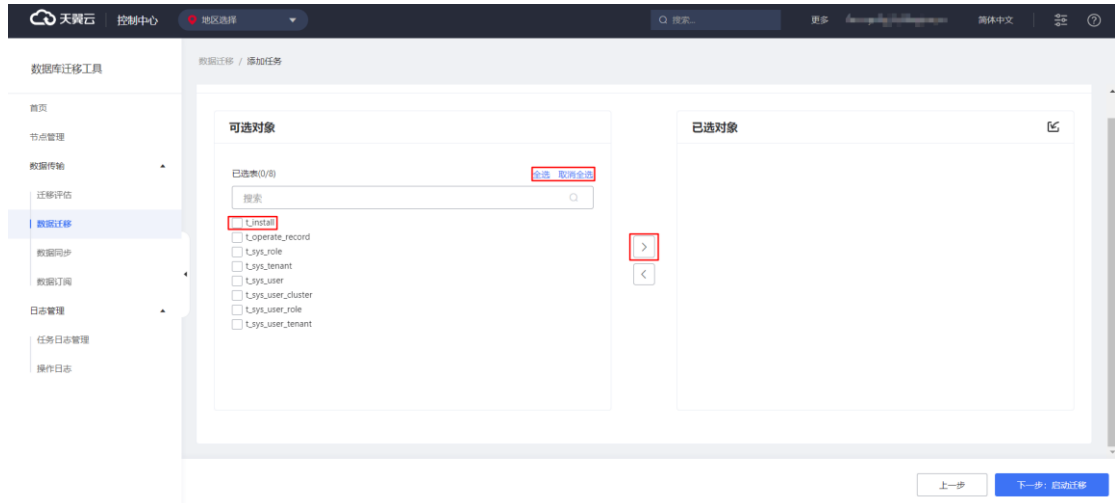 天翼云 控制中心 地区选择 搜索... 更多 简体中文
数据库迁移工具
数据迁移 / 添加任务
首页
节点管理
数据传输
迁移评估
数据迁移
数据同步
数据订阅
日志管理
任务日志管理
操作日志
可选对象
已选表(0/8) 全选 取消全选
搜索
t_install
t_operate_record
t_sys_role
t_sys_tenant
t_sys_user
t_sys_user_cluster
t_sys_user_role
t_sys_user_tenant
已选对象
上一步 下一步：启动迁移